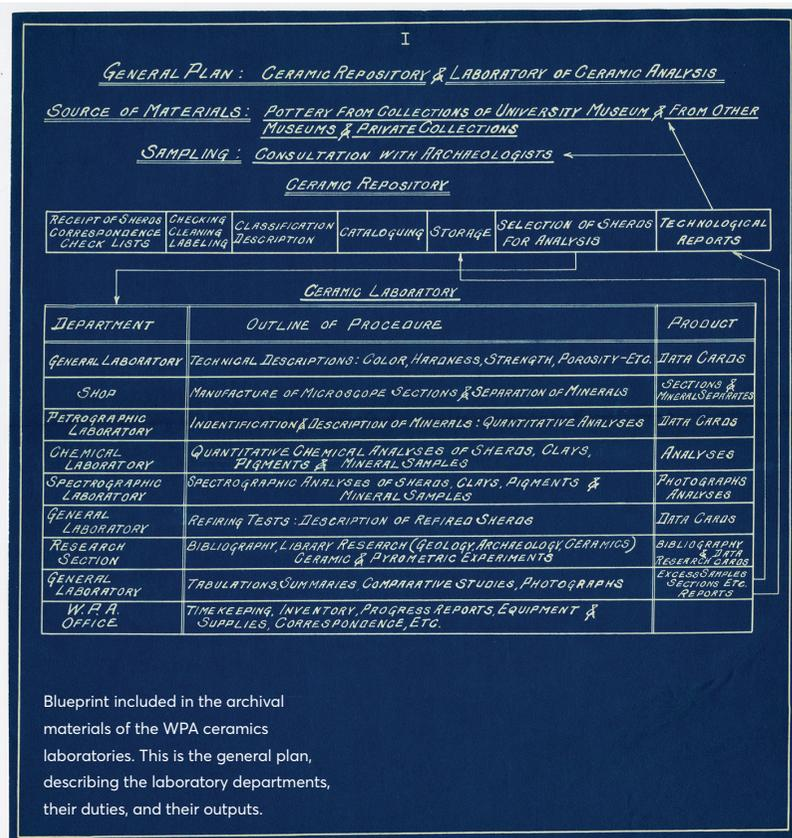 I
GENERAL PLAN: CERAMIC REPOSITORY & LABORATORY OF CERAMIC ANALYSIS
SOURCE OF MATERIALS: POTTERY FROM COLLECTIONS OF UNIVERSITY MUSEUM & FROM OTHER
MUSEUMS & PRIVATE COLLECTIONS
SAMPLING: CONSULTATION WITH ARCHAEOLOGISTS
CERAMIC REPOSITORY
RECEIPT OF SHERDS
CORRESPONDENCE
CHECK LISTS
CHECKING
CLEANING
LABELING
CLASSIFICATION
DESCRIPTION
CATALOGUING
STORAGE
SELECTION OF SHERDS
FOR ANALYSIS
TECHNOLOGICAL
REPORTS
CERAMIC LABORATORY
DEPARTMENT
OUTLINE OF PROCEDURE
PRODUCT
GENERAL LABORATORY
TECHNICAL DESCRIPTIONS: COLOR, HARDNESS, STRENGTH, POROSITY-ETC.
DATA CARDS
SHOP
MANUFACTURE OF MICROSCOPE SECTIONS & SEPARATION OF MINERALS
SECTIONS &
MINERAL SEPARATES
PETROGRAPHIC
LABORATORY
INDENTIFICATION & DESCRIPTION OF MINERALS: QUANTITATIVE ANALYSES
DATA CARDS
CHEMICAL
LABORATORY
QUANTITATIVE CHEMICAL ANALYSES OF SHERDS, CLAYS,
PIGMENTS & MINERAL SAMPLES
ANALYSES
SPECTROGRAPHIC
LABORATORY
SPECTROGRAPHIC ANALYSES OF SHERDS, CLAYS, PIGMENTS &
MINERAL SAMPLES
PHOTOGRAPHS
ANALYSES
GENERAL
LABORATORY
REFIRING TESTS: DESCRIPTION OF REFIRED SHERDS
DATA CARDS
RESEARCH
SECTION
BIBLIOGRAPHY, LIBRARY RESEARCH (GEOLOGY, ARCHAEOLOGY, CERAMICS)
CERAMIC & PYROMETRIC EXPERIMENTS
BIBLIOGRAPHY
& DATA
RESEARCH CARDS
GENERAL
LABORATORY
TABULATIONS, SUMMARIES COMPARATIVE STUDIES, PHOTOGRAPHS
EXCESS SAMPLES
SECTIONS ETC.
REPORTS
W.P.A.
OFFICE
TIMEKEEPING, INVENTORY, PROGRESS REPORTS, EQUIPMENT &
SUPPLIES, CORRESPONDENCE, ETC.
Blueprint included in the archival
materials of the WPA ceramics
laboratories. This is the general plan,
describing the laboratory departments,
their duties, and their outputs.